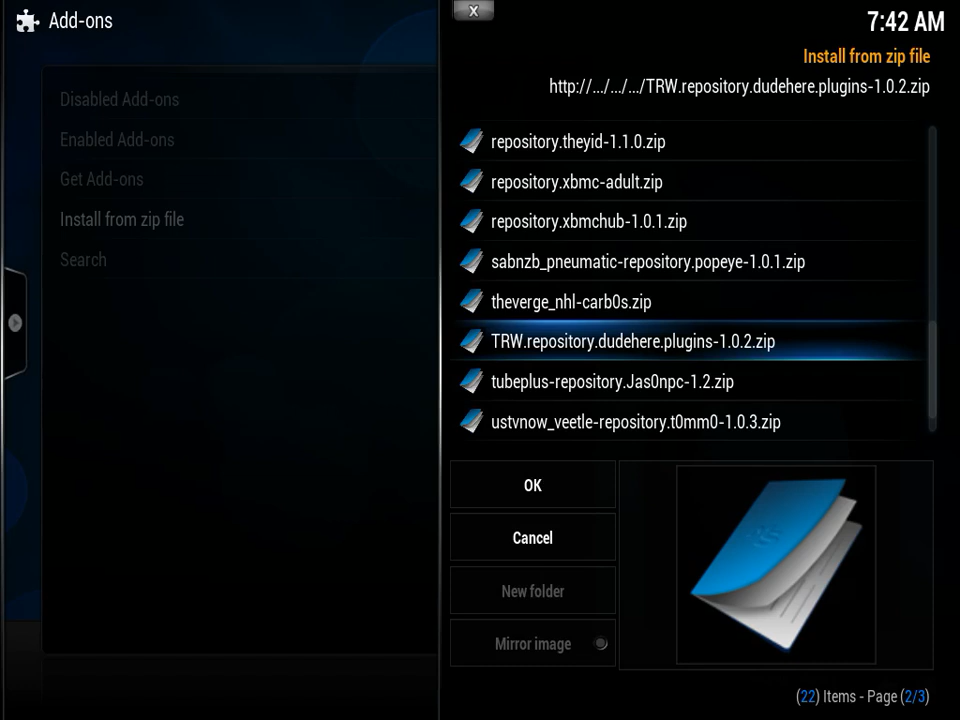 Add-ons
Disabled Add-ons
Enabled Add-ons
Get Add-ons
Install from zip file
Search
X
7:42 AM
Install from zip file
http://.../.../.../TRW.repository.dudehere.plugins-1.0.2.zip
repository.theyid-1.1.0.zip
repository.xbmc-adult.zip
repository.xbmchub-1.0.1.zip
sabnzb_pneumatic-repository.popeye-1.0.1.zip
theverge_nhl-carb0s.zip
TRW.repository.dudehere.plugins-1.0.2.zip
tubeplus-repository.Jas0npc-1.2.zip
ustvnow_veetle-repository.t0mm0-1.0.3.zip
OK
Cancel
New folder
Mirror image
(22) Items - Page (2/3)